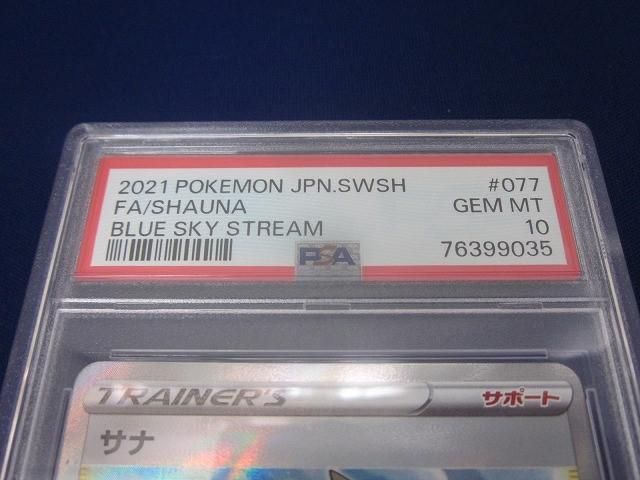 2021 POKEMON JPN.SWSH #077
FA/SHAUNA GEM MT
BLUE SKY STREAM 10
PSA 76399035
TRAINER'S サポート
サナ